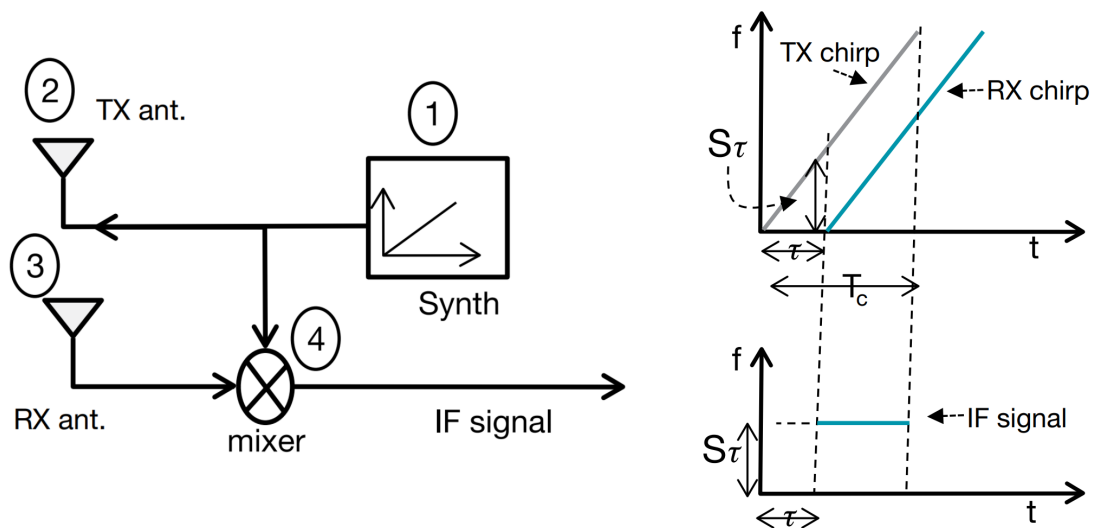 2
TX ant.
1
3
Synth
4
RX ant.
mixer
IF signal
f
TX chirp
RX chirp
Sτ
τ
t
T_c
f
IF signal
Sτ
τ
t